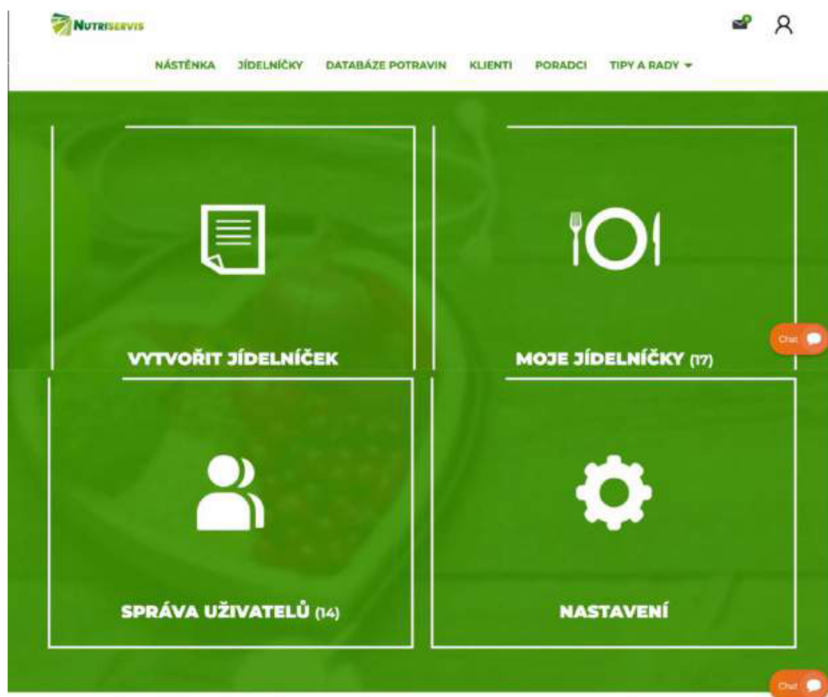 NUTRISERVIS
NÁSTĚNKA JÍDELNÍČKY DATABÁZE POTRAVIN KLIENTI PORADCI TIPY A RADY
VYTVOŘIT JÍDELNÍČEK
MOJE JÍDELNÍČKY (17)
Chat
SPRÁVA UŽIVATELŮ (14)
NASTAVENÍ
Chat